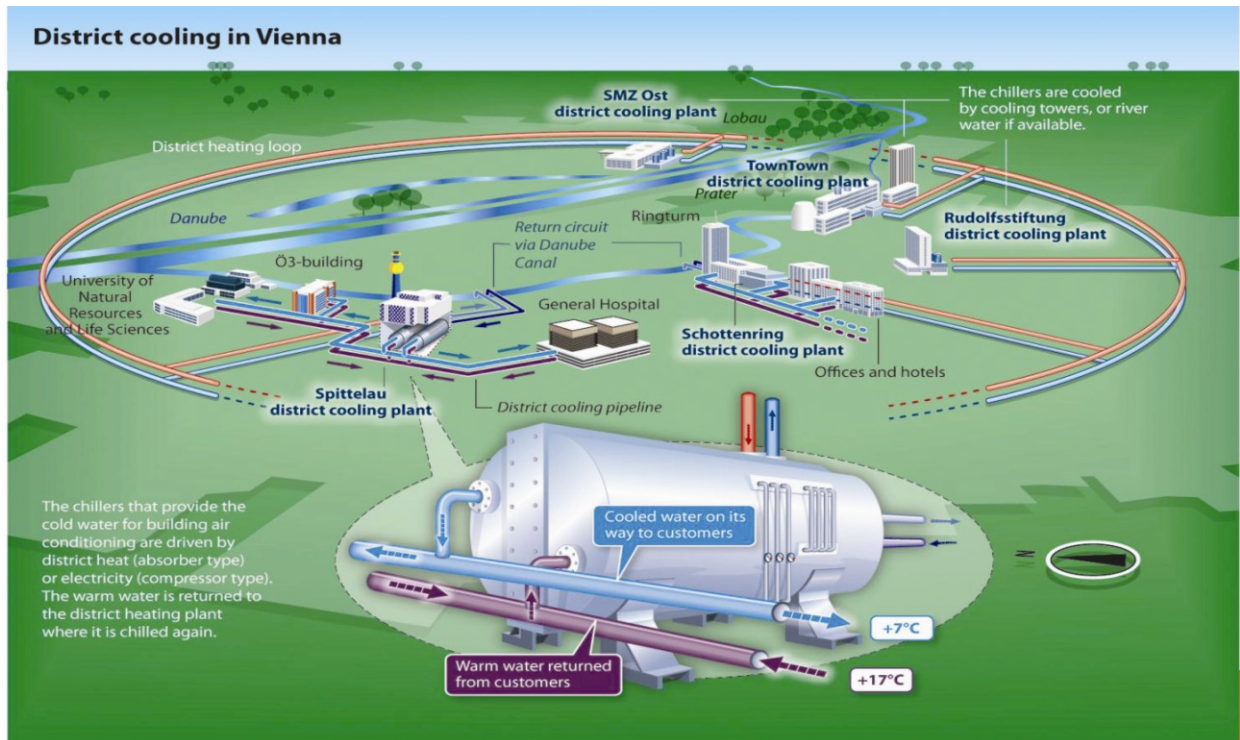 District cooling in Vienna
SMZ Ost
district cooling plant
Lobau
The chillers are cooled
by cooling towers, or river
water if available.
District heating loop
TownTown
district cooling plant
Prater
Danube
Ringturm
Rudolfsstiftung
district cooling plant
Return circuit
via Danube
Canal
Ö3-building
University of
Natural
Resources
and Life Sciences
General Hospital
Schottenring
district cooling plant
Offices and hotels
Spittelau
district cooling plant
District cooling pipeline
The chillers that provide the
cold water for building air
conditioning are driven by
district heat (absorber type)
or electricity (compressor type).
The warm water is returned to
the district heating plant
where it is chilled again.
Cooled water on its
way to customers
N
+7°C
Warm water returned
from customers
+17°C